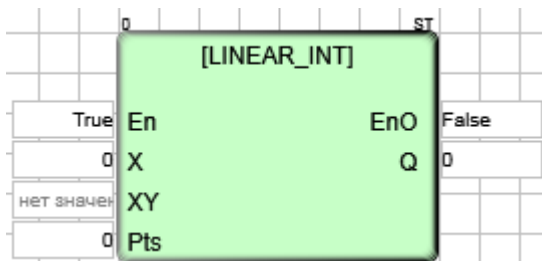 0 ST
[LINEAR_INT]
True En EnO False
0 X Q 0
нет значен XY
0 Pts